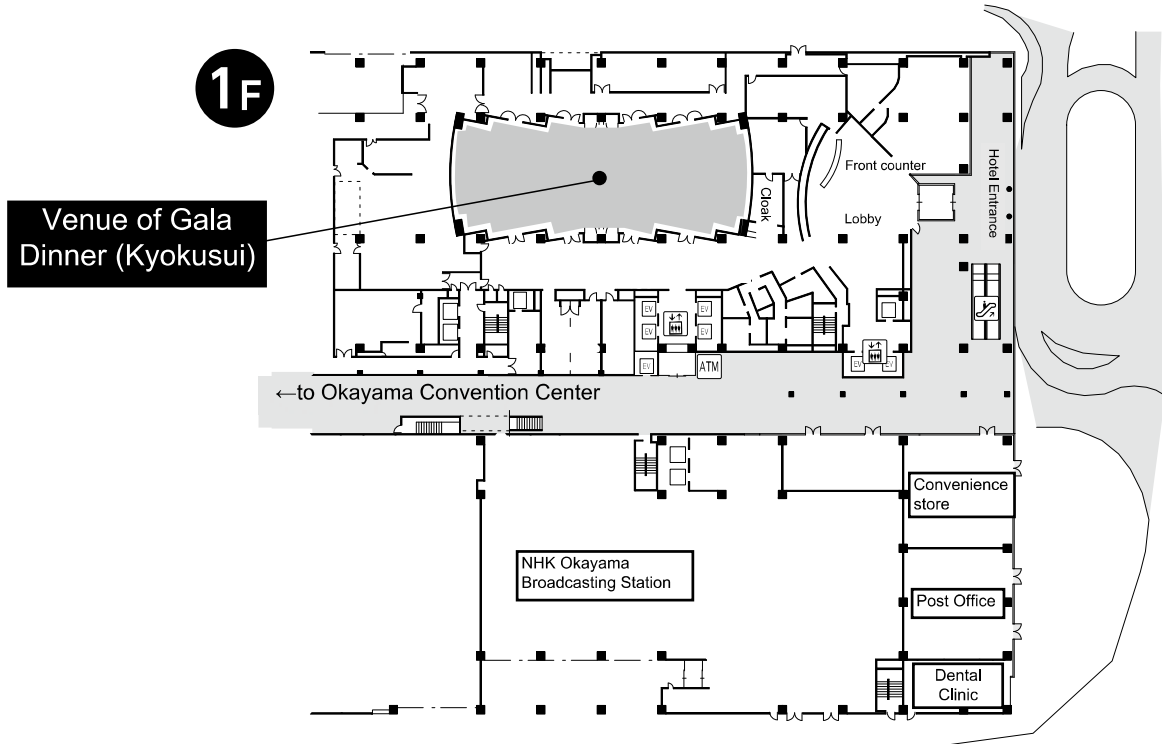 1F
Venue of Gala
Dinner (Kyokusui)
Front counter
Lobby
Cloak
Hotel Entrance
EV
EV
EV
EV
EV
ATM
EV
EV
←to Okayama Convention Center
Convenience
store
NHK Okayama
Broadcasting Station
Post Office
Dental
Clinic